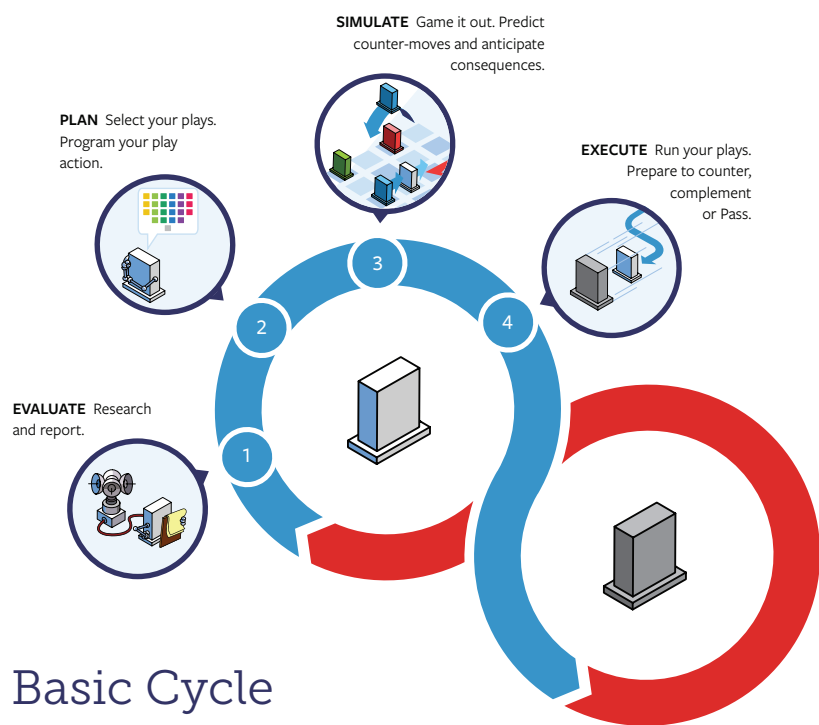 SIMULATE Game it out. Predict
counter-moves and anticipate
consequences.
PLAN Select your plays.
Program your play
action.
EXECUTE Run your plays.
Prepare to counter,
complement
or Pass.
3
2
4
EVALUATE Research
and report.
1
Basic Cycle